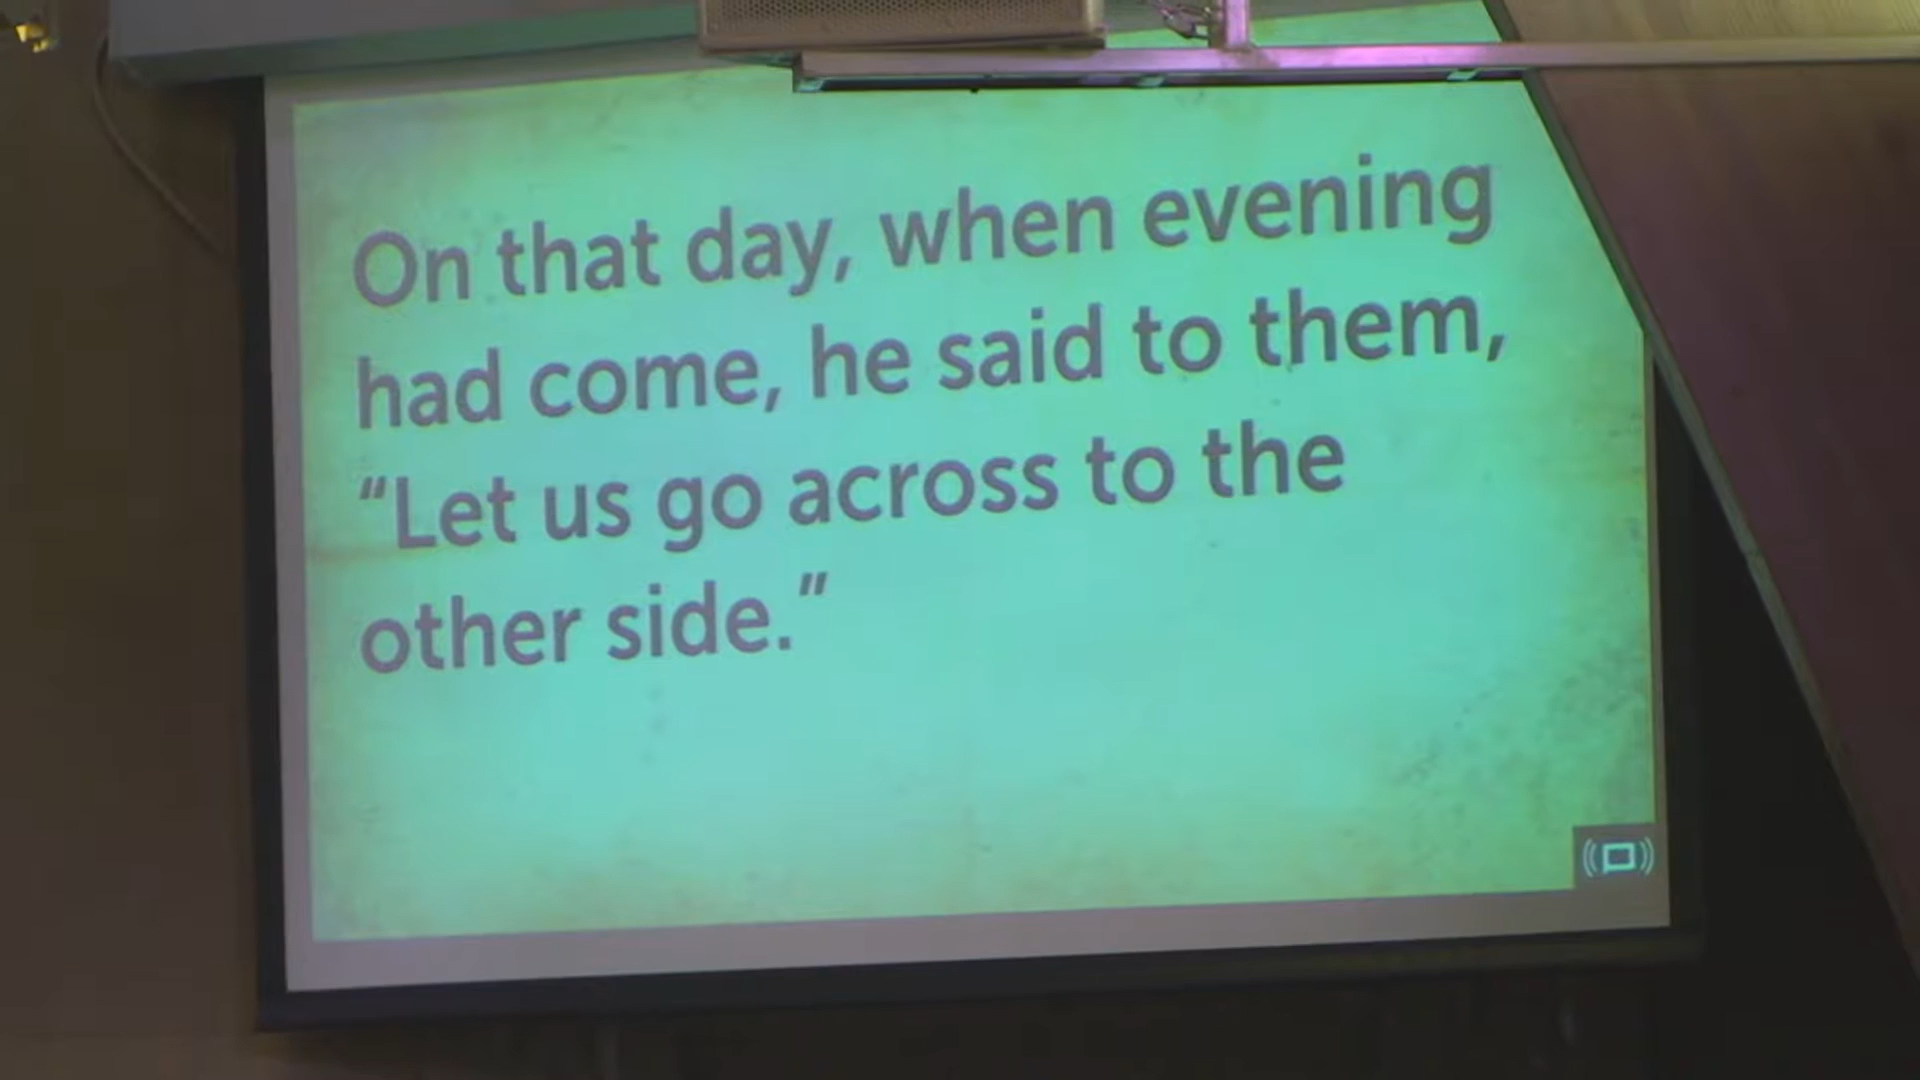 On that day, when evening
had come, he said to them,
“Let us go across to the
other side.”